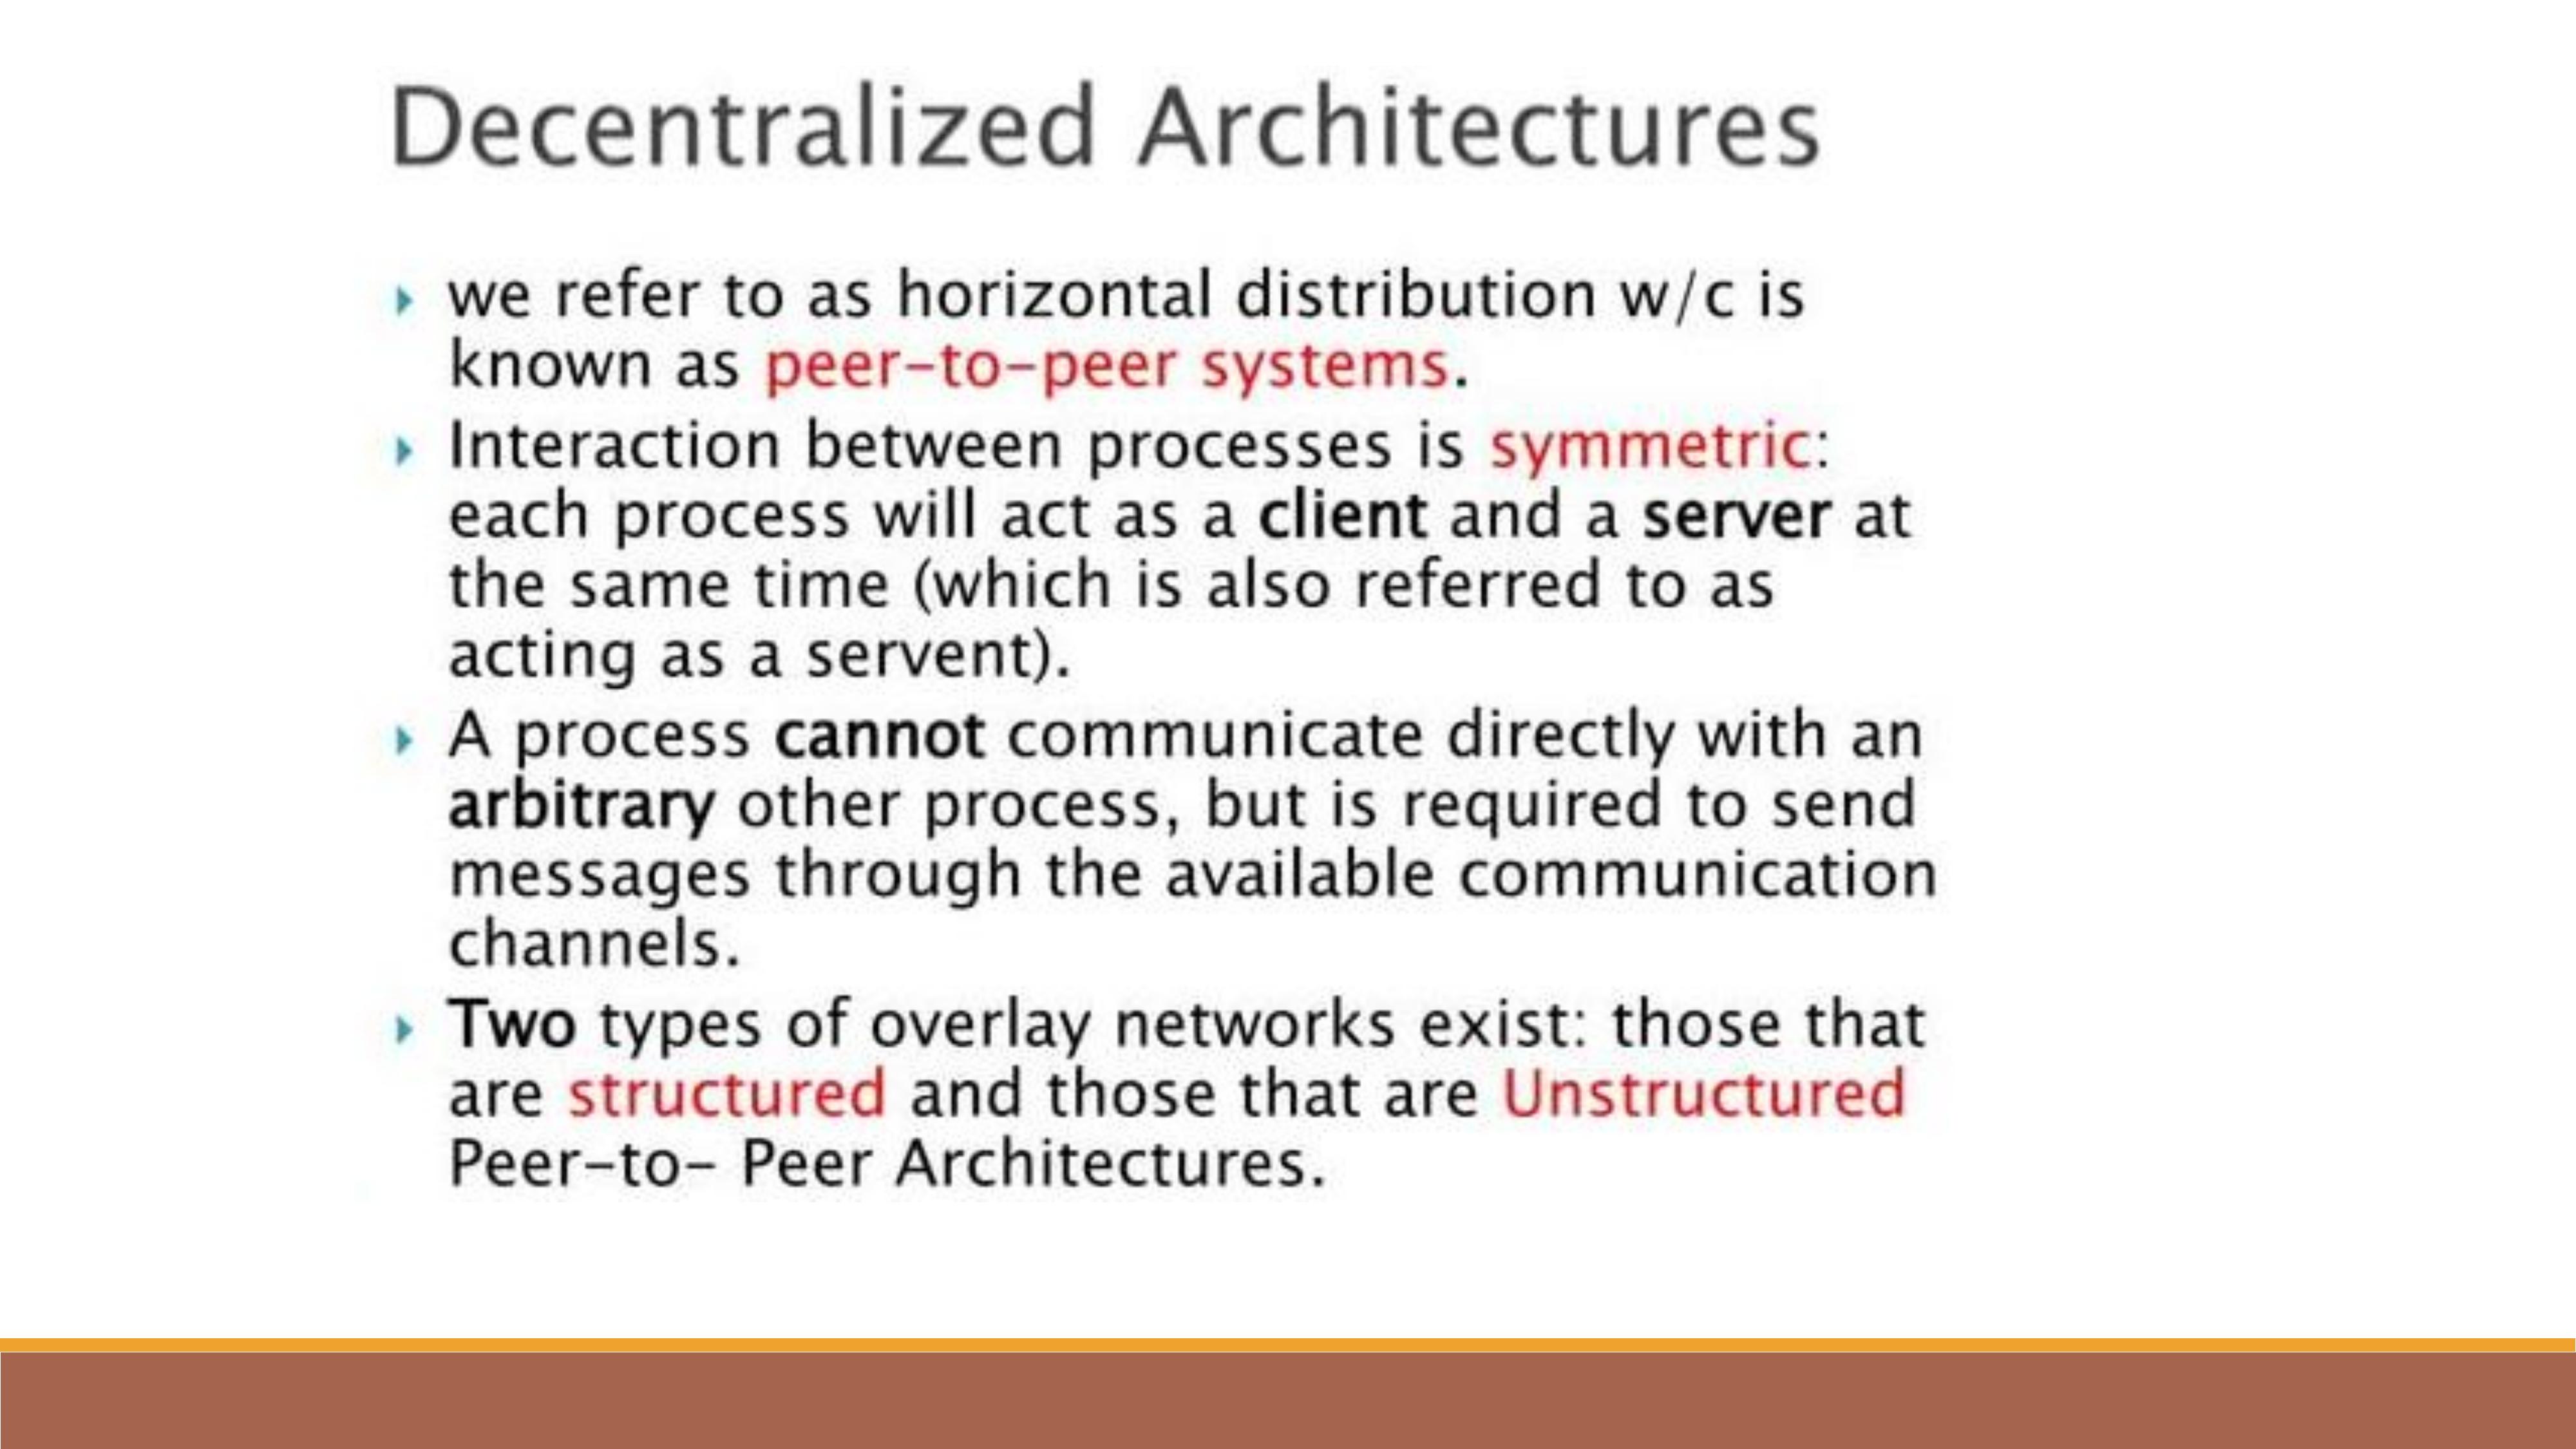 Decentralized Architectures
we refer to as horizontal distribution w/c is
known as peer-to-peer systems.
Interaction between processes is symmetric:
each process will act as a client and a server at
the same time (which is also referred to as
acting as a servent).
A process cannot communicate directly with an
arbitrary other process, but is required to send
messages through the available communication
channels.
Two types of overlay networks exist: those that
are structured and those that are Unstructured
Peer-to- Peer Architectures.